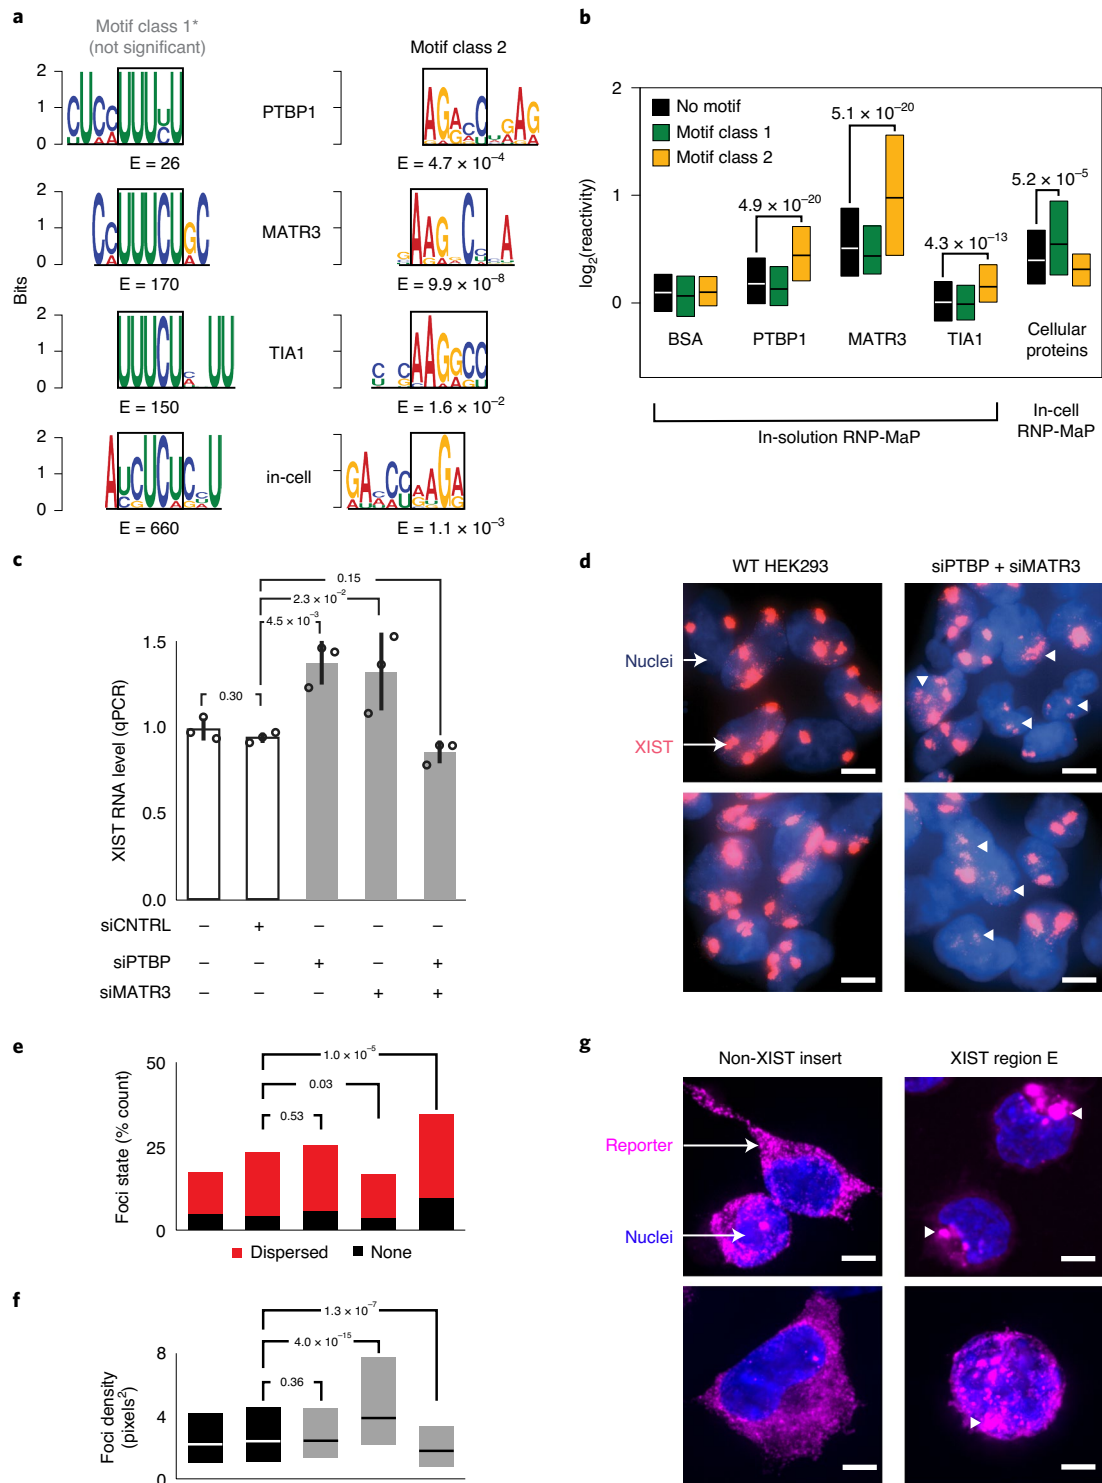 a
Motif class 1*
(not significant)
Motif class 2
Bits
2
1
0
PTBP1
E = 26
E = 4.7 × 10⁻⁴
2
1
0
MATR3
E = 170
E = 9.9 × 10⁻⁸
2
1
0
TIA1
E = 150
E = 1.6 × 10⁻²
2
1
0
in-cell
E = 660
E = 1.1 × 10⁻³
b
log₂(reactivity)
2
1
0
No motif
Motif class 1
Motif class 2
4.9 × 10⁻²⁰
5.1 × 10⁻²⁰
4.3 × 10⁻¹³
5.2 × 10⁻⁵
BSA
PTBP1
MATR3
TIA1
Cellular
proteins
In-solution RNP-MaP
In-cell
RNP-MaP
c
XIST RNA level (qPCR)
1.5
1.0
0.5
0.0
0.30
4.5 × 10⁻³
2.3 × 10⁻²
0.15
siCNTRL – + – – –
siPTBP – – + – +
siMATR3 – – – + +
d
WT HEK293
siPTBP + siMATR3
Nuclei
XIST
e
Foci state (% count)
50
25
0
1.0 × 10⁻⁵
0.03
0.53
Dispersed
None
f
Foci density
(pixels²)
8
4
0
1.3 × 10⁻⁷
4.0 × 10⁻¹⁵
0.36
g
Non-XIST insert
XIST region E
Reporter
Nuclei